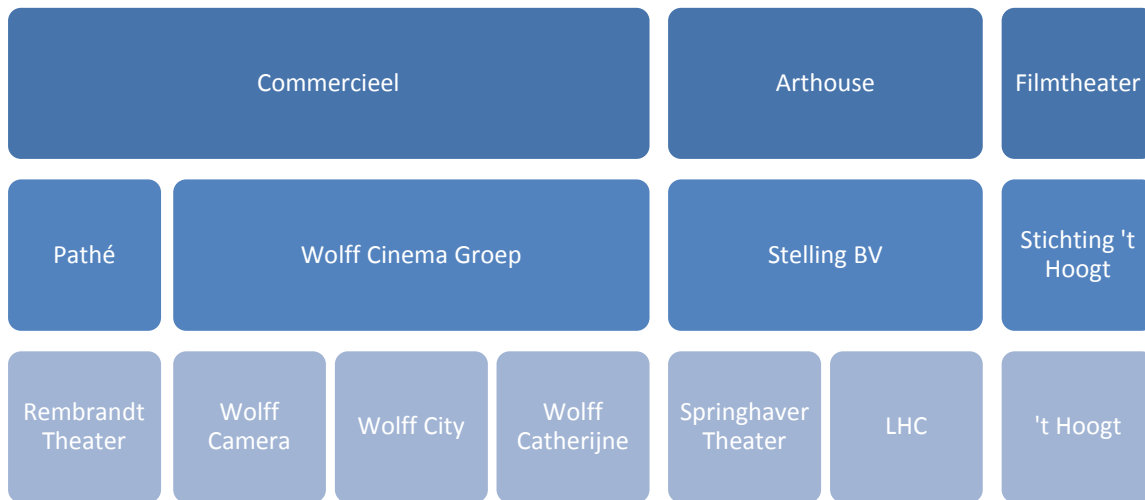 Commercieel
Arthouse
Filmtheater
Pathé
Wolff Cinema Groep
Stelling BV
Stichting 't
Hoogt
Rembrandt
Theater
Wolff
Camera
Wolff City
Wolff
Catherijne
Springhaver
Theater
LHC
't Hoogt